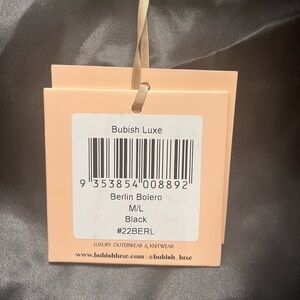 Bubish Luxe
9 353854 008892
Berlin Bolero
M/L
Black
#22BERL
LUXURY OUTERWEAR & KNITWEAR
www.bubishluxe.com | @bubish_luxe